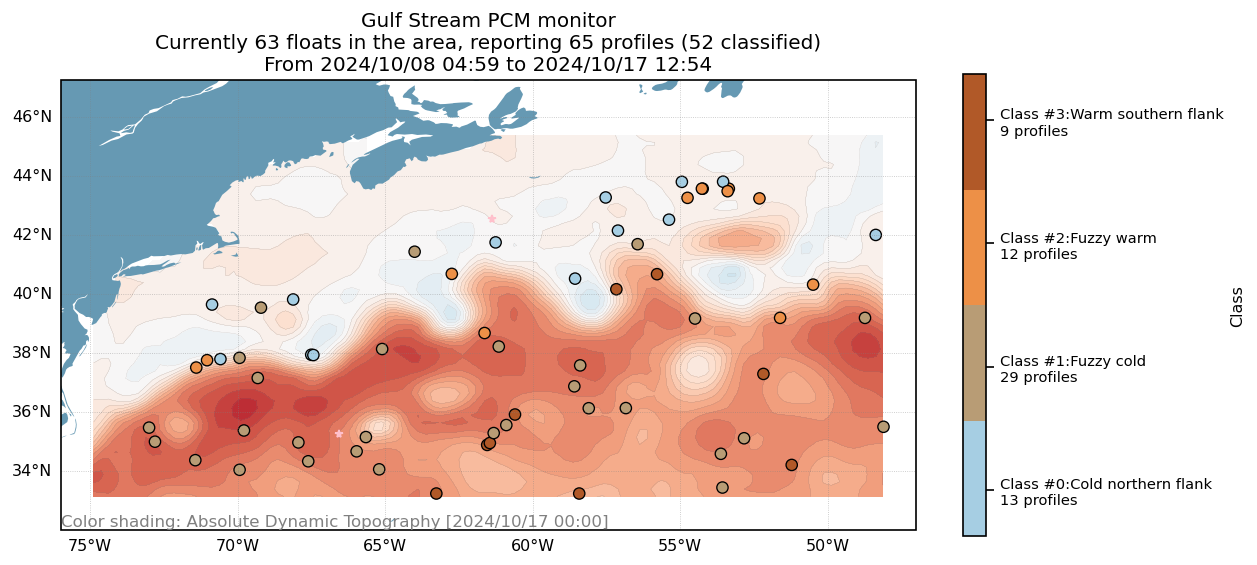 Gulf Stream PCM monitor
Currently 63 floats in the area, reporting 65 profiles (52 classified)
From 2024/10/08 04:59 to 2024/10/17 12:54
46°N
44°N
42°N
40°N
38°N
36°N
34°N
Color shading: Absolute Dynamic Topography [2024/10/17 00:00]
75°W
70°W
65°W
60°W
55°W
50°W
Class #3:Warm southern flank
9 profiles
Class #2:Fuzzy warm
12 profiles
Class #1:Fuzzy cold
29 profiles
Class #0:Cold northern flank
13 profiles
Class